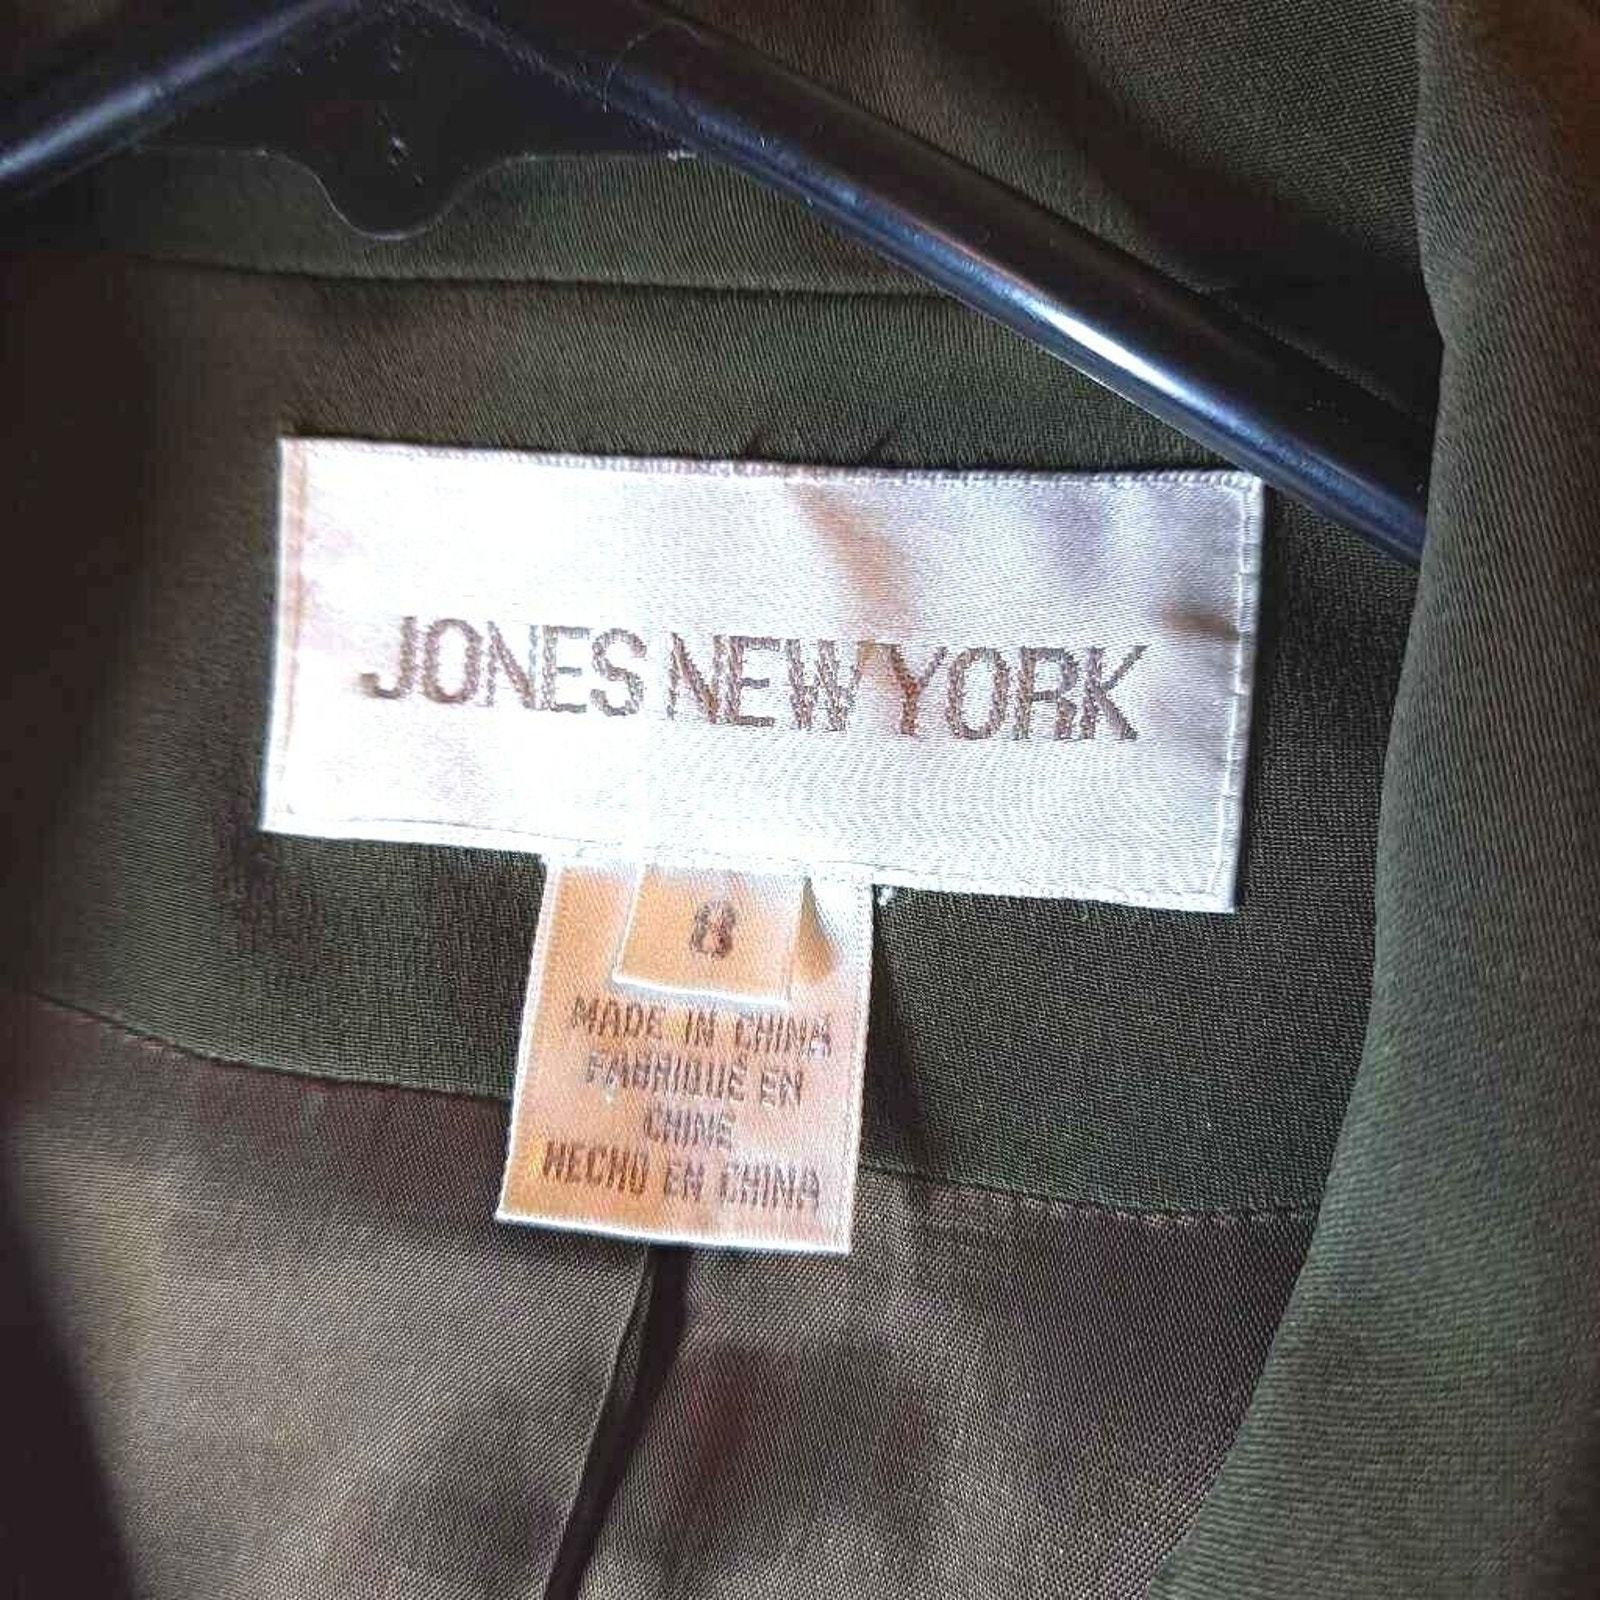 JONES NEW YORK
8
MADE IN CHINA
FABRIQUÉ EN
CHINE
HECHO EN CHINA